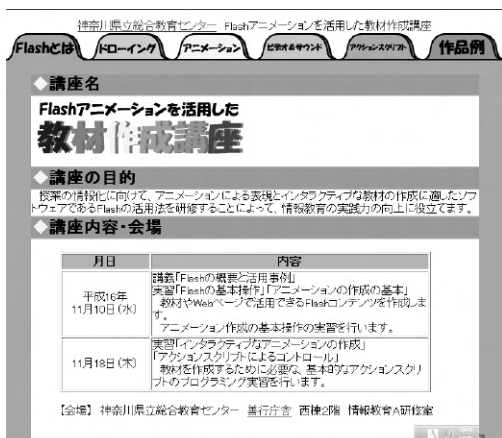 神奈川県立総合教育センター Flashアニメーションを活用した教材作成講座
Flashとは ドローイング アニメーション ビデオ&サウンド アクションスクリプト 作品例
◆講座名
Flashアニメーションを活用した
教材作成講座
◆講座の目的
授業の情報化に向けて、アニメーションによる表現とインタラクティブな教材の作成に適したソフ
トウェアであるFlashの活用法を研修することによって、情報教育の実践力の向上に役立てます。
◆講座内容・会場
月日 内容
平成16年
11月10日(水)
講義「Flashの概要と活用事例」
実習「Flashの基本操作」「アニメーションの作成の基本」
教材やWebページで活用できるFlashコンテンツを作成しま
す。
アニメーション作成の基本操作の実習を行います。
11月18日(木)
実習「インタラクティブなアニメーションの作成」
「アクションスクリプトによるコントロール」
教材を作成するために必要な、基本的なアクションスクリ
プトのプログラミング実習を行います。
【会場】 神奈川県立総合教育センター 善行庁舎 西棟2階 情報教育A研修室